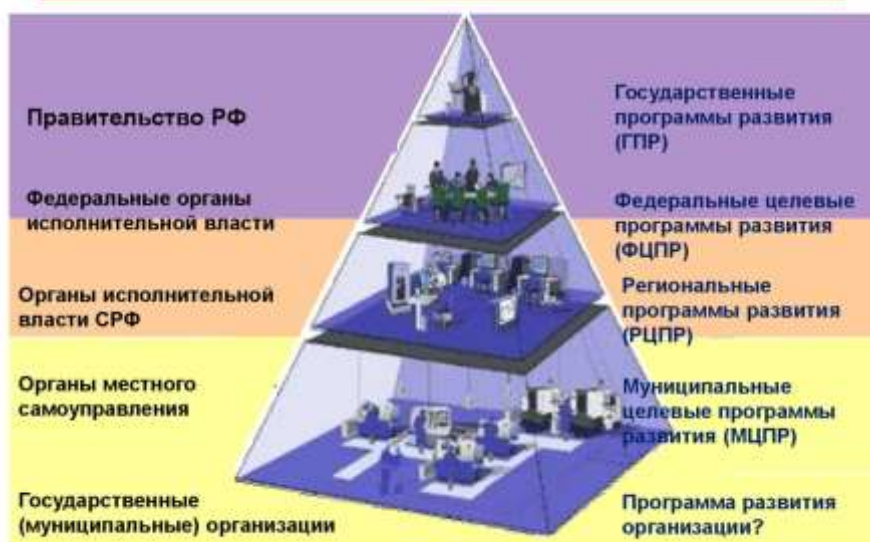 Правительство РФ
Государственные
программы развития
(ГПР)
Федеральные органы
исполнительной власти
Федеральные целевые
программы развития
(ФЦПР)
Органы исполнительной
власти СРФ
Региональные
программы развития
(РЦПР)
Органы местного
самоуправления
Муниципальные
целевые программы
развития (МЦПР)
Государственные
(муниципальные) организации
Программа развития
организации?